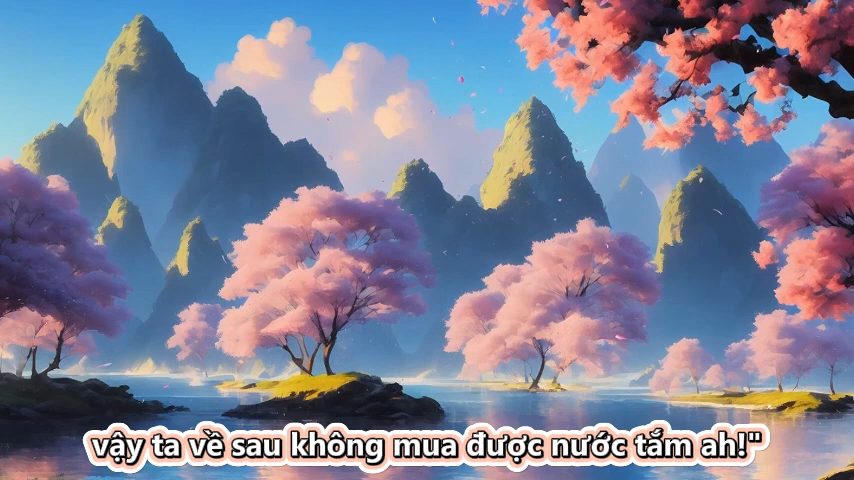 vậy ta về sau không mua được nước tắm ah!"